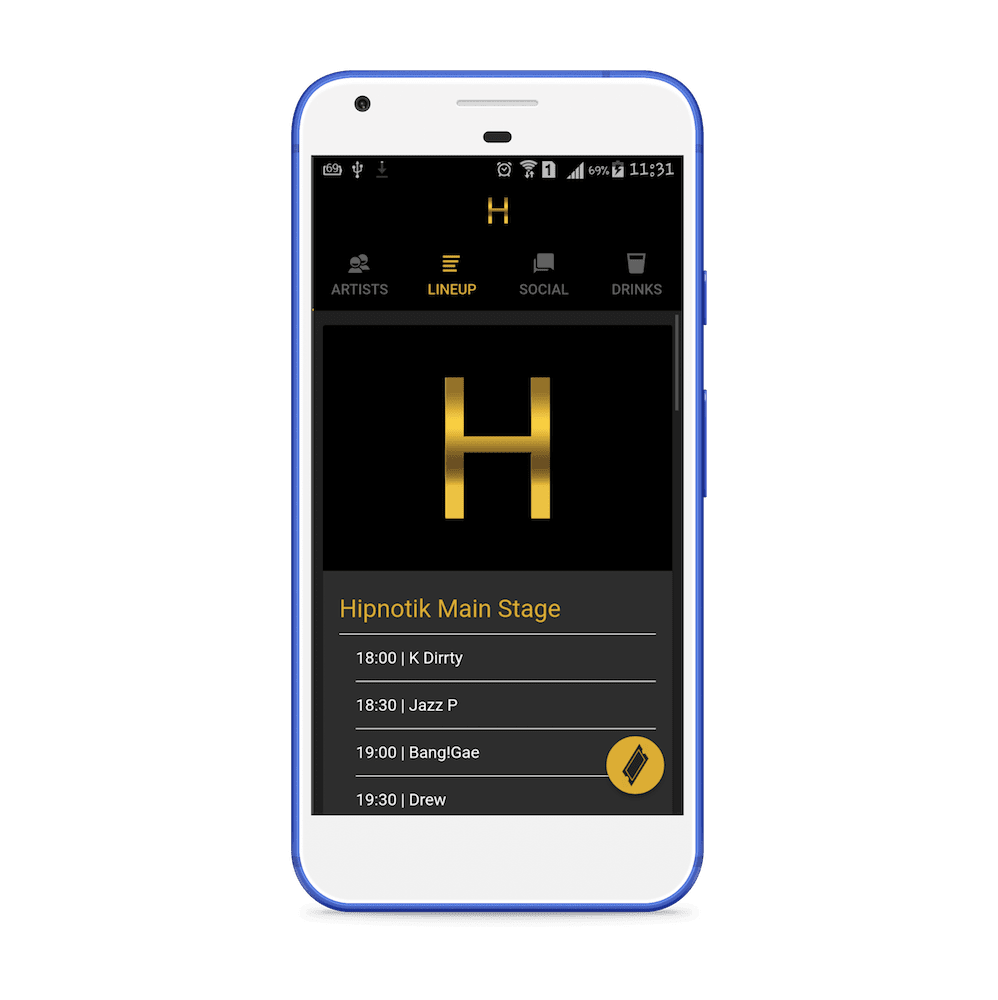 69 1 69% 11:31
H
ARTISTS LINEUP SOCIAL DRINKS
H
Hipnotik Main Stage
18:00 | K Dirrty
18:30 | Jazz P
19:00 | Bang!Gae
19:30 | Drew